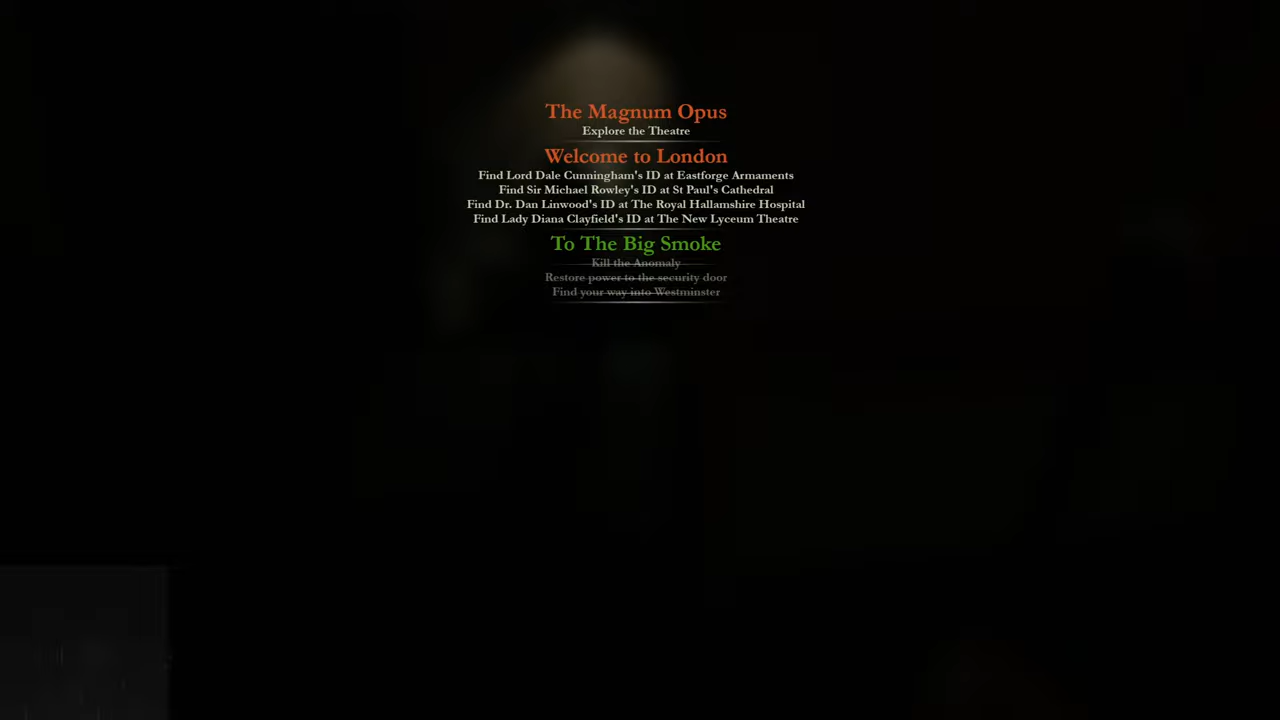 The Magnum Opus
Explore the Theatre
Welcome to London
Find Lord Dale Cunningham's ID at Eastforge Armaments
Find Sir Michael Rowley's ID at St Paul's Cathedral
Find Dr. Dan Linwood's ID at The Royal Hallamshire Hospital
Find Lady Diana Clayfield's ID at The New Lyceum Theatre
To The Big Smoke
Kill the Anomaly
Restore power to the security door
Find your way into Westminster